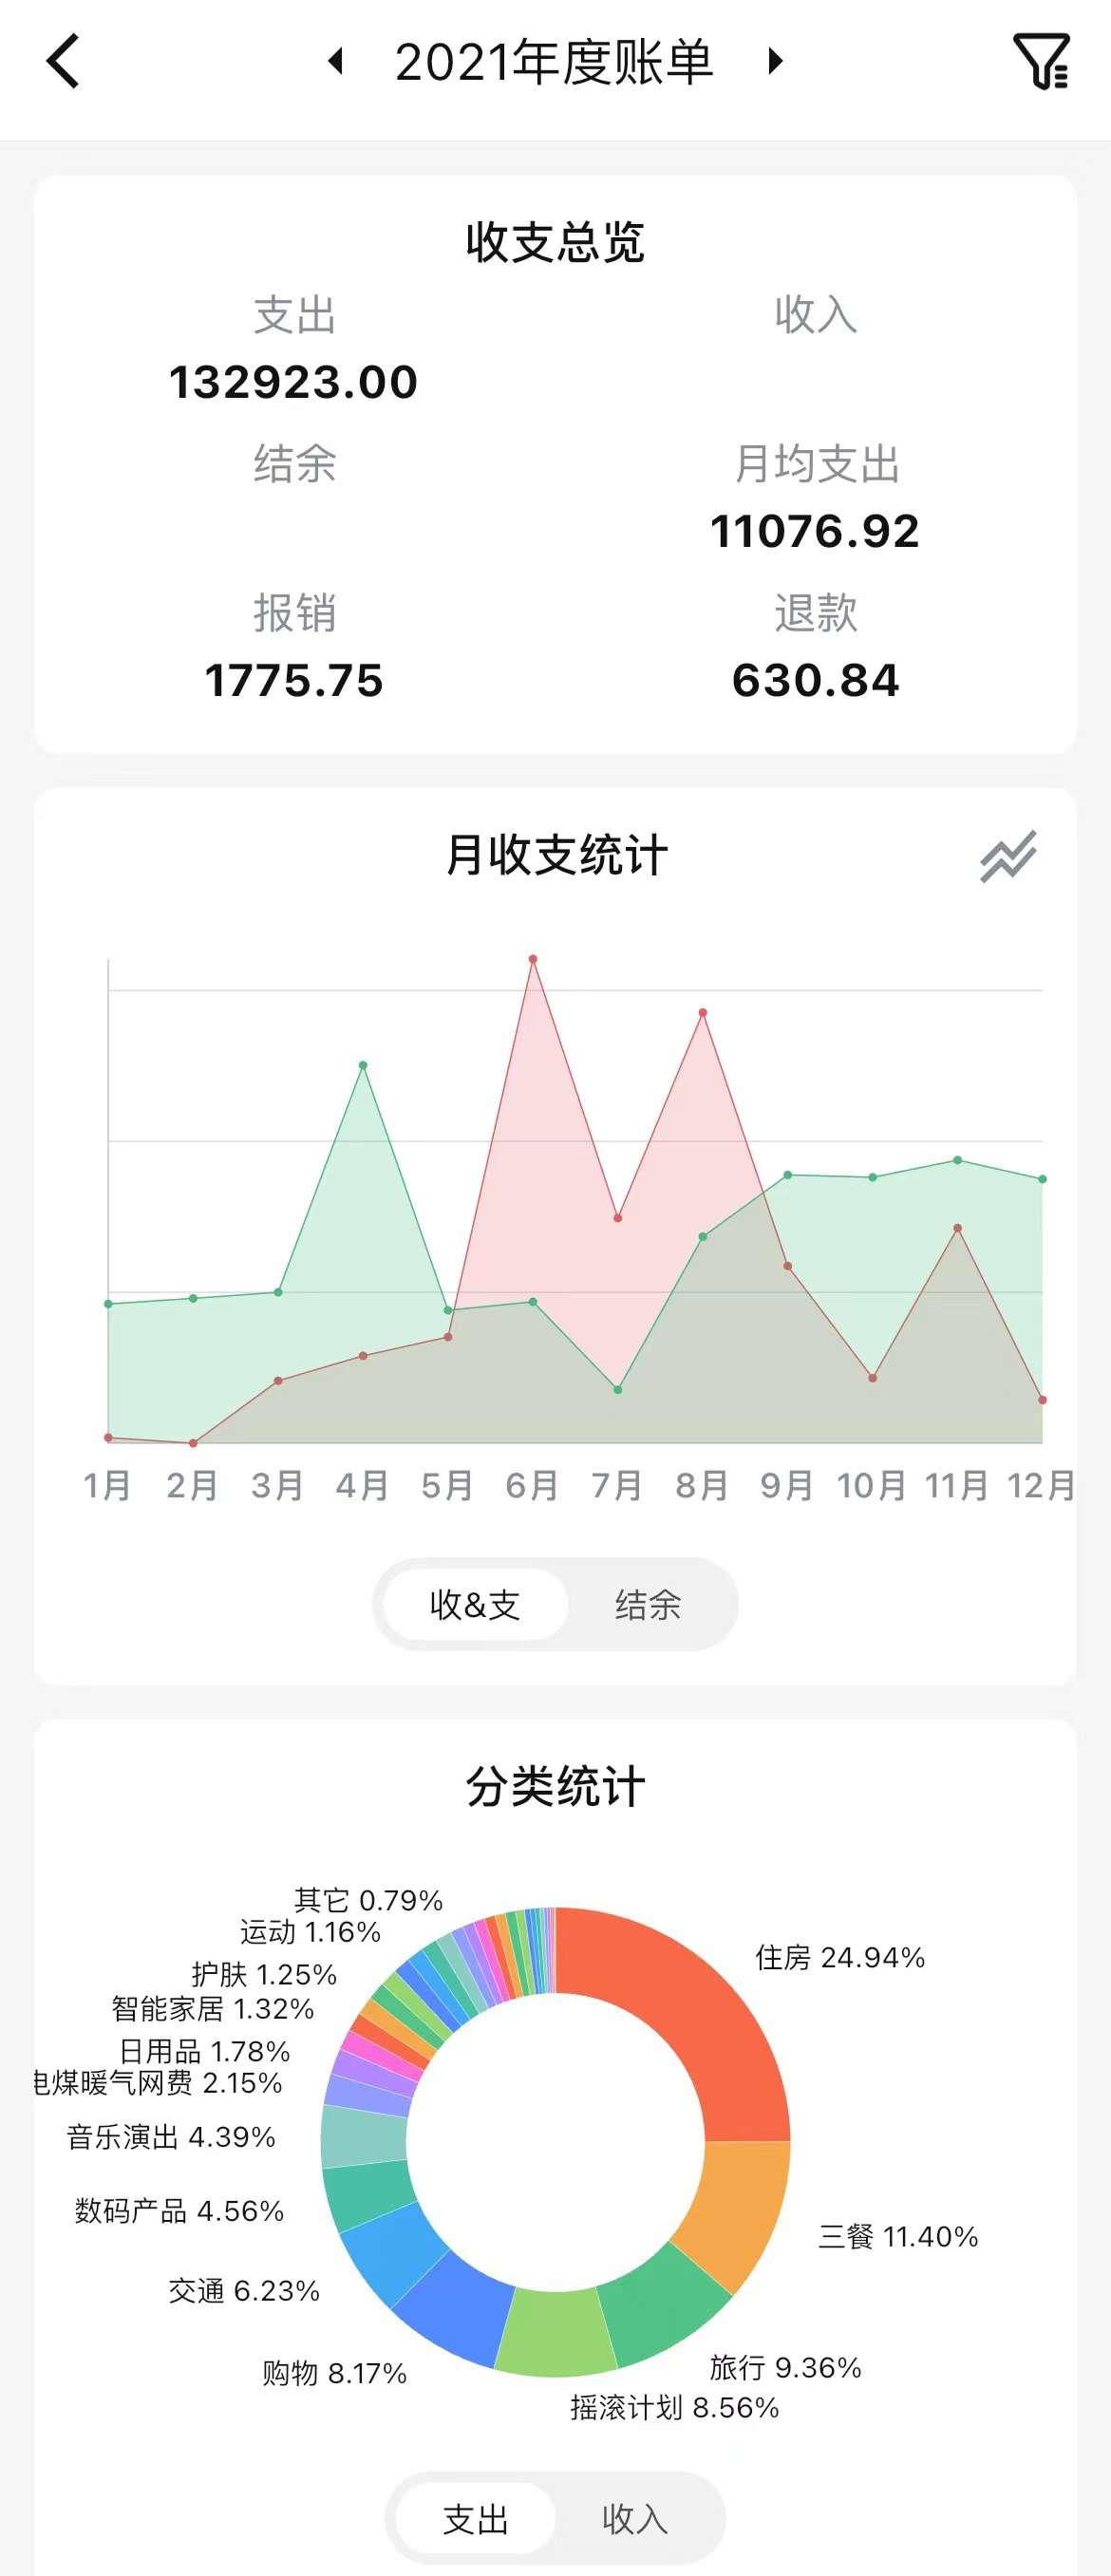 2021年度账单
收支总览
支出
收入
132923.00
结余
月均支出
11076.92
报销
退款
1775.75
630.84
月收支统计
1月 2月 3月 4月 5月 6月 7月 8月 9月 10月 11月 12月
收&支
结余
分类统计
其它 0.79%
运动 1.16%
住房 24.94%
护肤 1.25%
智能家居 1.32%
日用品 1.78%
电煤暖气网费 2.15%
音乐演出 4.39%
数码产品 4.56%
三餐 11.40%
交通 6.23%
旅行 9.36%
购物 8.17%
摇滚计划 8.56%
支出
收入